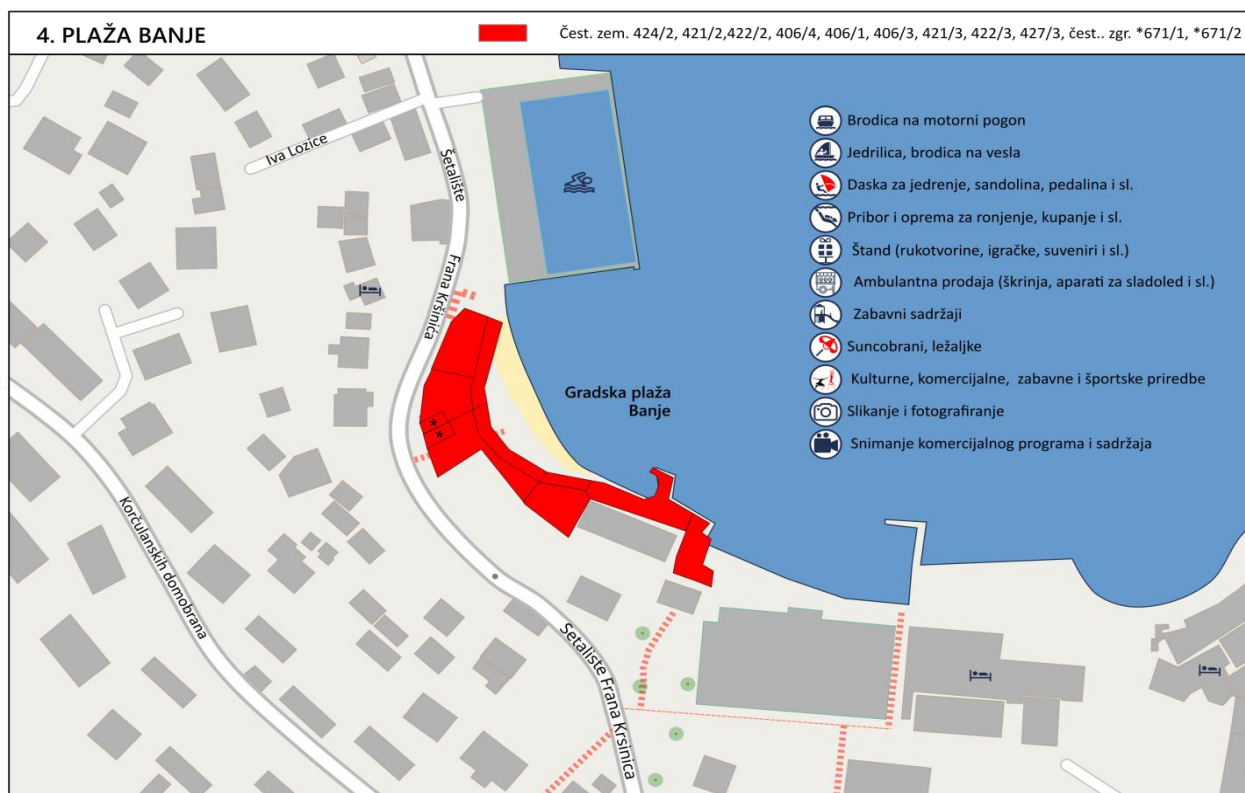 4. PLAŽA BANJE
Čest. zem. 424/2, 421/2,422/2, 406/4, 406/1, 406/3, 421/3, 422/3, 427/3, čest.. zgr. *671/1, *671/2
Brodica na motorni pogon
Jedrilica, brodica na vesla
Daska za jedrenje, sandolina, pedalina i sl.
Pribor i oprema za ronjenje, kupanje i sl.
Štand (rukotvorine, igračke, suveniri i sl.)
Ambulantna prodaja (škrinja, aparati za sladoled i sl.)
Zabavni sadržaji
Suncobrani, ležaljke
Kulturne, komercijalne, zabavne i športske priredbe
Slikanje i fotografiranje
Snimanje komercijalnog programa i sadržaja
Iva Lozice
Šetalište
Frana Kršinića
Gradska plaža
Banje
*
*
Korčulanskih domobrana
Setaliste Frana Krsinica